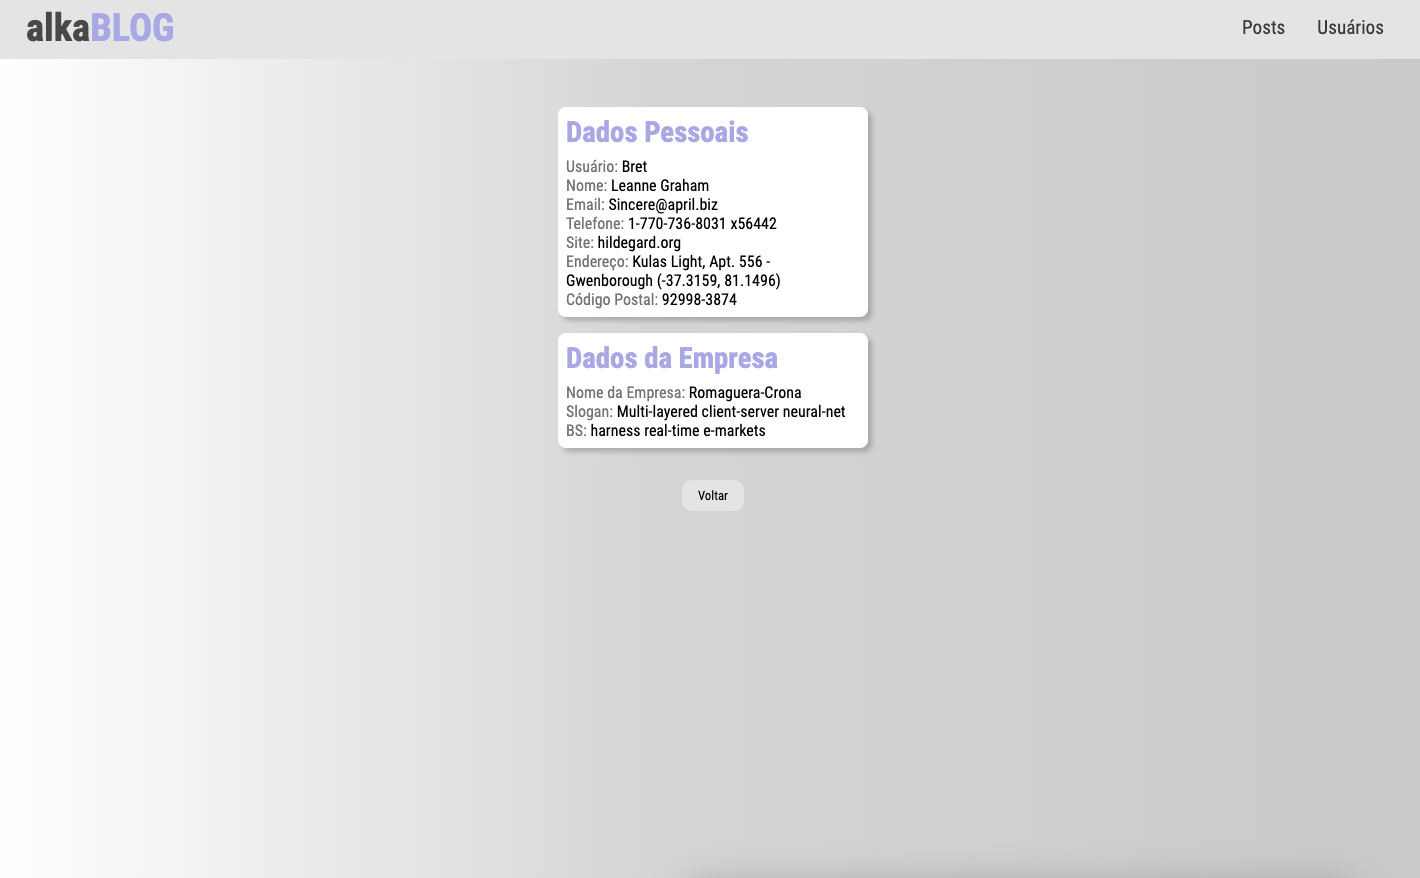 alkaBLOG
Posts
Usuários
Dados Pessoais
Usuário: Bret
Nome: Leanne Graham
Email: Sincere@april.biz
Telefone: 1-770-736-8031 x56442
Site: hildegard.org
Endereço: Kulas Light, Apt. 556 -
Gwenborough (-37.3159, 81.1496)
Código Postal: 92998-3874
Dados da Empresa
Nome da Empresa: Romaguera-Crona
Slogan: Multi-layered client-server neural-net
BS: harness real-time e-markets
Voltar